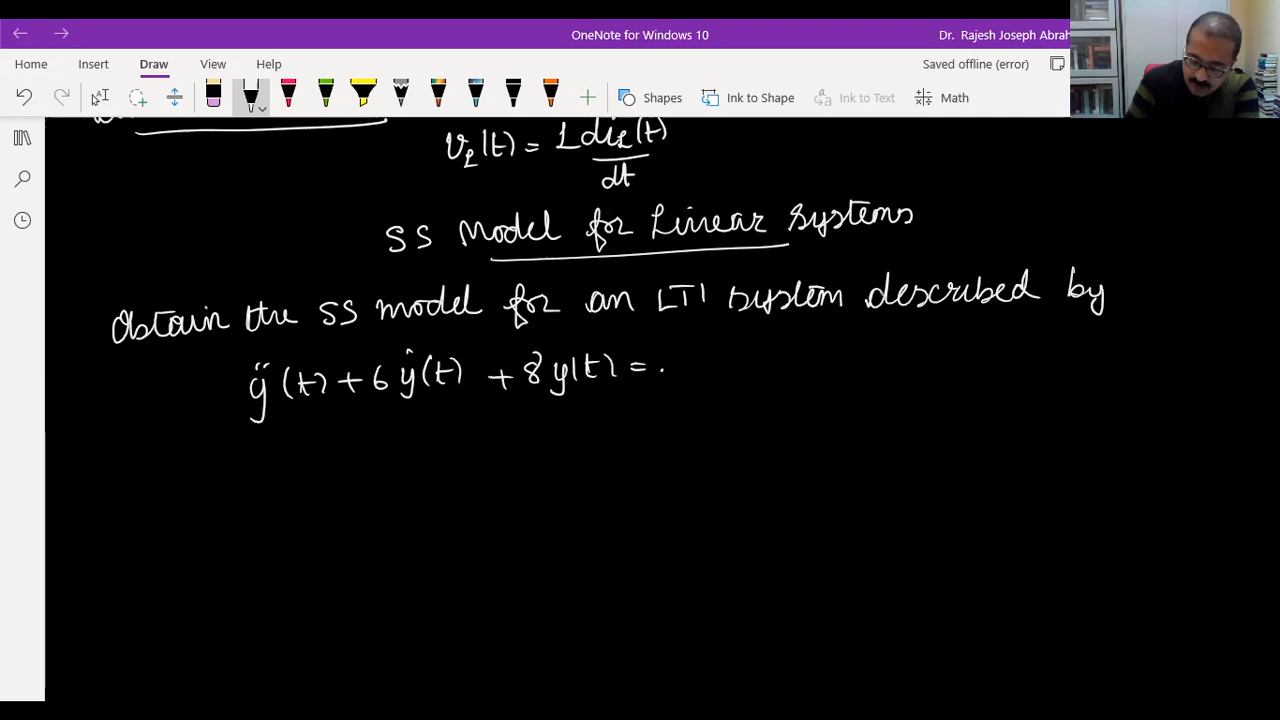 OneNote for Windows 10
Dr. Rajesh Joseph Abrah
Home Insert Draw View Help
Saved offline (error)
Shapes Ink to Shape Ink to Text Math
v_L(t) = L di_L(t)
dt
SS Model for Linear Systems
Obtain the SS model for an LTI system described by
ÿ(t) + 6 ẏ(t) + 8 y(t) =